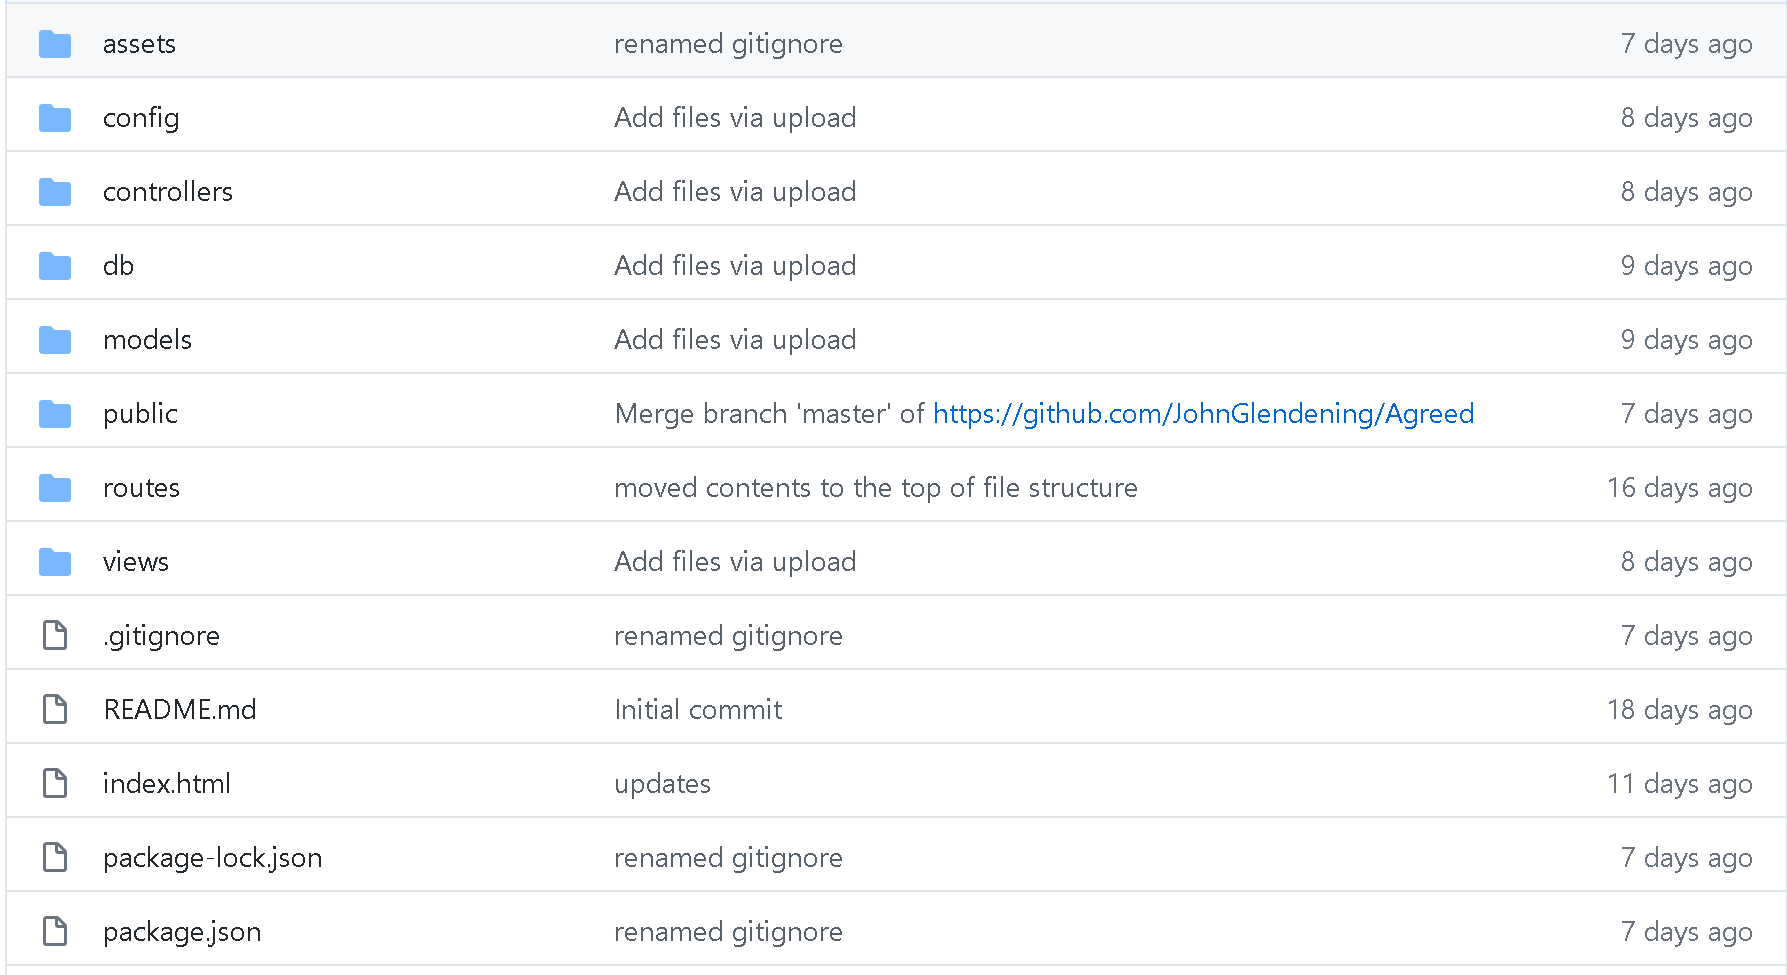 assets renamed gitignore 7 days ago
config Add files via upload 8 days ago
controllers Add files via upload 8 days ago
db Add files via upload 9 days ago
models Add files via upload 9 days ago
public Merge branch 'master' of https://github.com/JohnGlendening/Agreed 7 days ago
routes moved contents to the top of file structure 16 days ago
views Add files via upload 8 days ago
.gitignore renamed gitignore 7 days ago
README.md Initial commit 18 days ago
index.html updates 11 days ago
package-lock.json renamed gitignore 7 days ago
package.json renamed gitignore 7 days ago